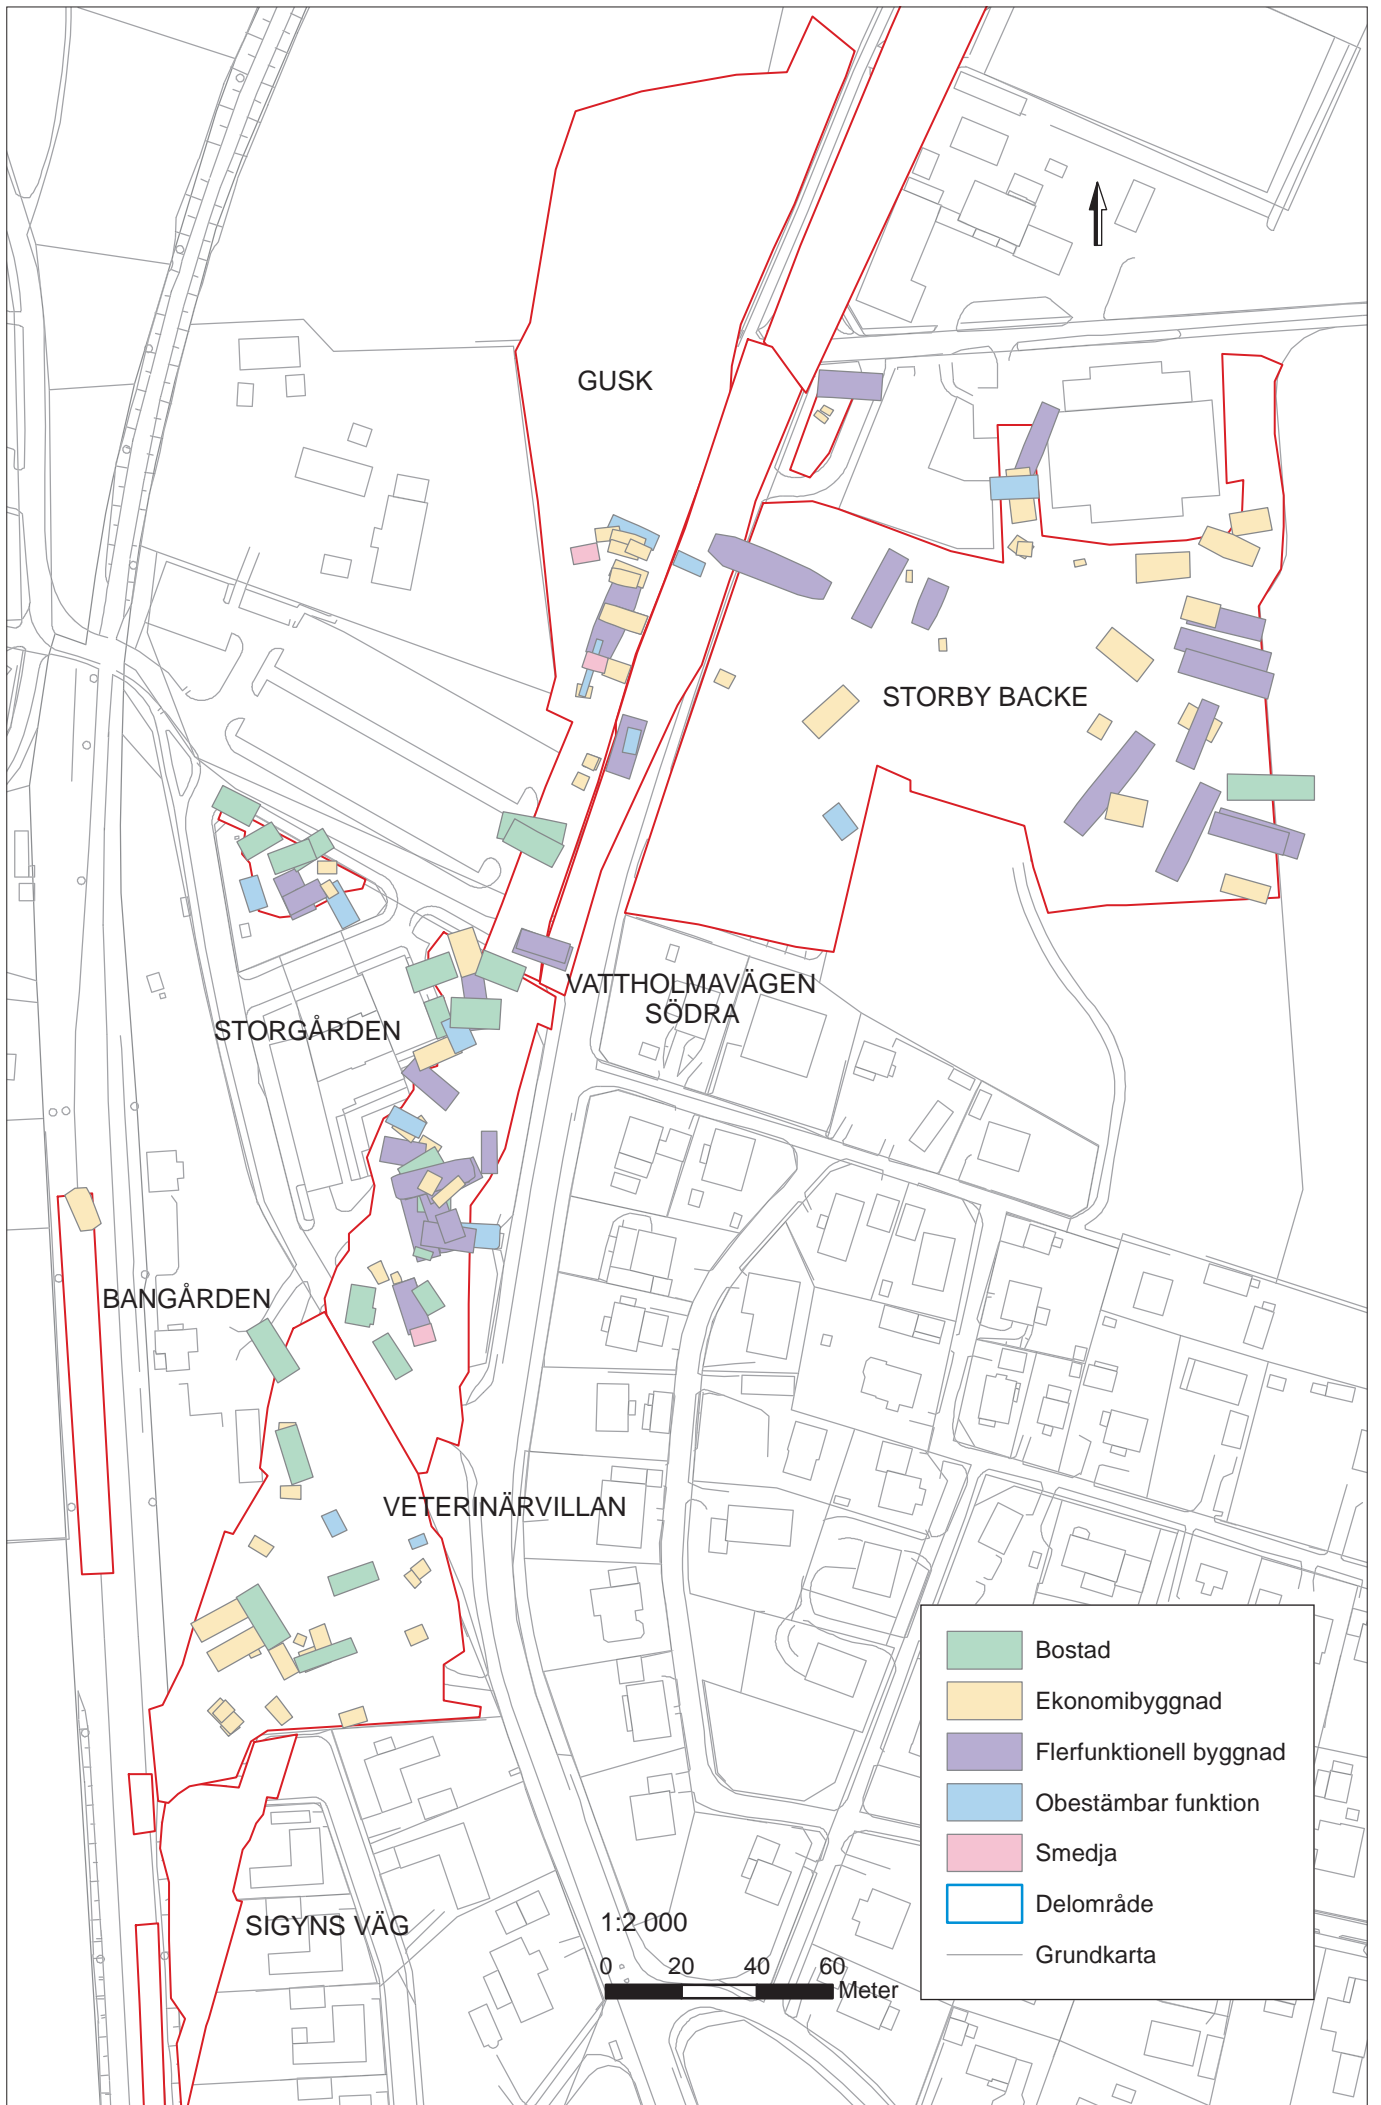 GUSK
STORBY BACKE
VATTHOLMAVÄGEN
SÖDRA
STORGÅRDEN
BANGÅRDEN
VETERINÄRVILLAN
SIGYNS VÄG
Bostad
Ekonomibyggnad
Flerfunktionell byggnad
Obestämbar funktion
Smedja
Delområde
Grundkarta
1:2 000
0 20 40 60
Meter